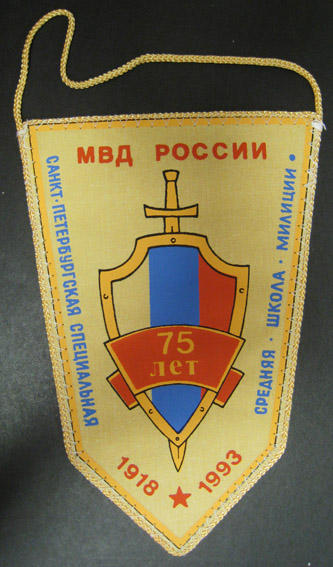 МВД РОССИИ
САНКТ-ПЕТЕРБУРГСКАЯ СПЕЦИАЛЬНАЯ
СРЕДНЯЯ · ШКОЛА · МИЛИЦИИ ·
75
лет
1918 ★ 1993